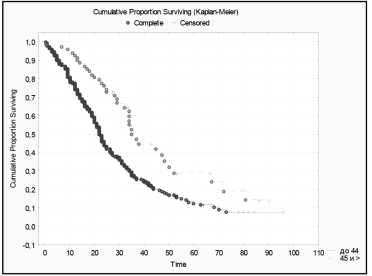 Cumulative Proportion Surviving (Kaplan-Meier)
Complete Censored
Cumulative Proportion Surviving
1,0
0,9
0,8
0,7
0,6
0,5
0,4
0,3
0,2
0,1
0,0
-0,1
0 10 20 30 40 50 60 70 80 90 100 110
Time
до 44
45 и >